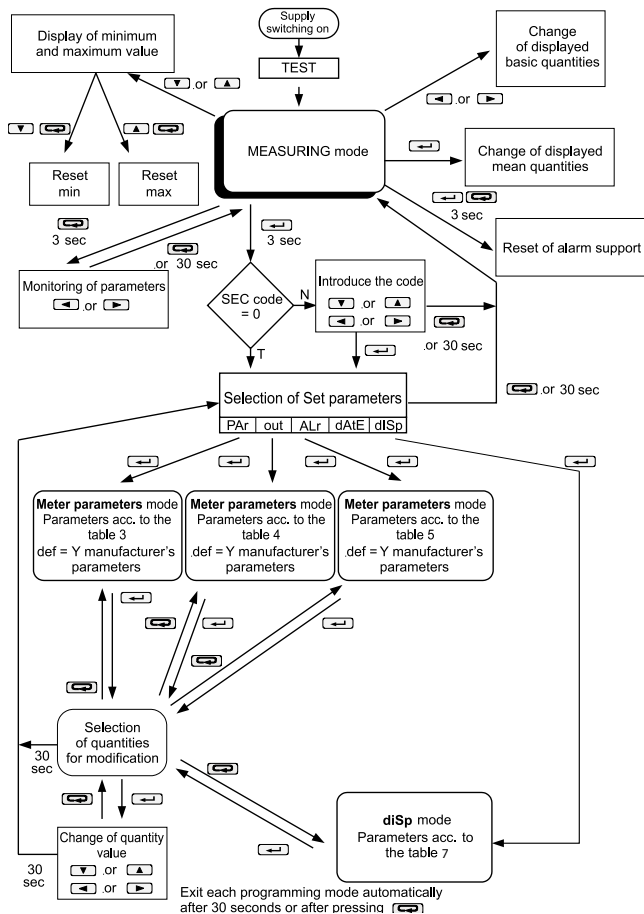 Supply
switching on
TEST
Display of minimum
and maximum value
.or
Change
of displayed
basic quantities
or
MEASURING mode
Reset
min
Reset
max
Change of displayed
mean quantities
3 sec
Reset of alarm support
3 sec
.or 30 sec
3 sec
Monitoring of parameters
.or
SEC code
= 0
N
T
Introduce the code
. or
. or
.or 30 sec
Selection of Set parameters
PAr out ALr dAtE dISp
.or 30 sec
Meter parameters mode
Parameters acc. to the
table 3
.def = Y manufacturer's
parameters
Meter parameters mode
Parameters acc. to the
table 4
.def = Y manufacturer's
parameters
Meter parameters mode
Parameters acc. to the
table 5
.def = Y manufacturer's
parameters
Selection
of quantities
for modification
30
sec
Change of quantity
value
. or
. or
30
sec
diSp mode
Parameters acc. to
the table 7
Exit each programming mode automatically
after 30 seconds or after pressing